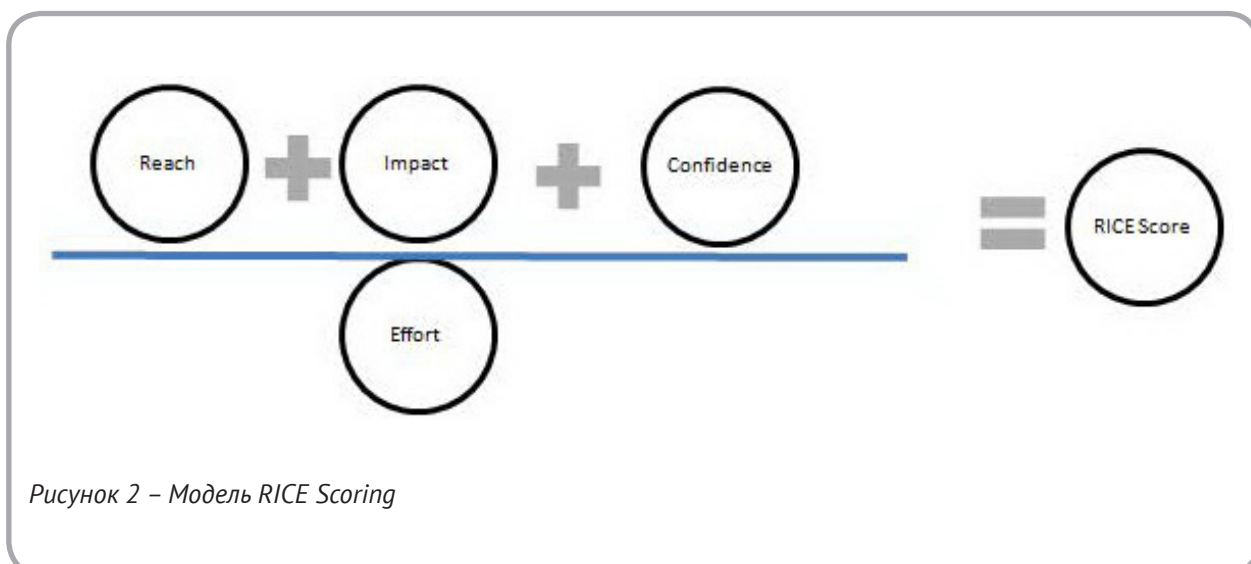 Reach
Impact
Confidence
RICE Score
Effort
Рисунок 2 – Модель RICE Scoring